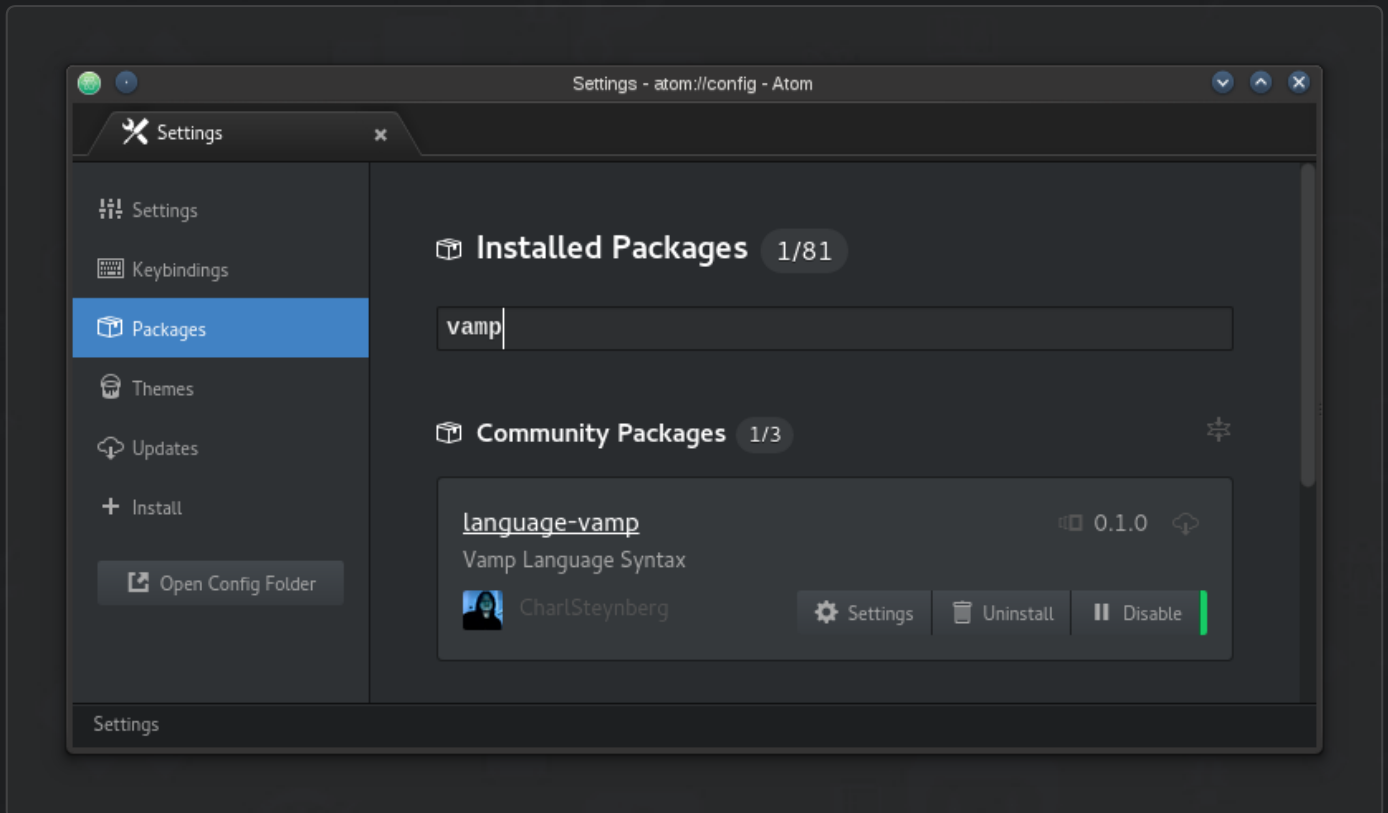 Settings - atom://config - Atom
Settings
Settings
Keybindings
Packages
Themes
Updates
Install
Open Config Folder
Installed Packages 1/81
vamp
Community Packages 1/3
language-vamp 0.1.0
Vamp Language Syntax
CharlSteynberg Settings Uninstall Disable
Settings